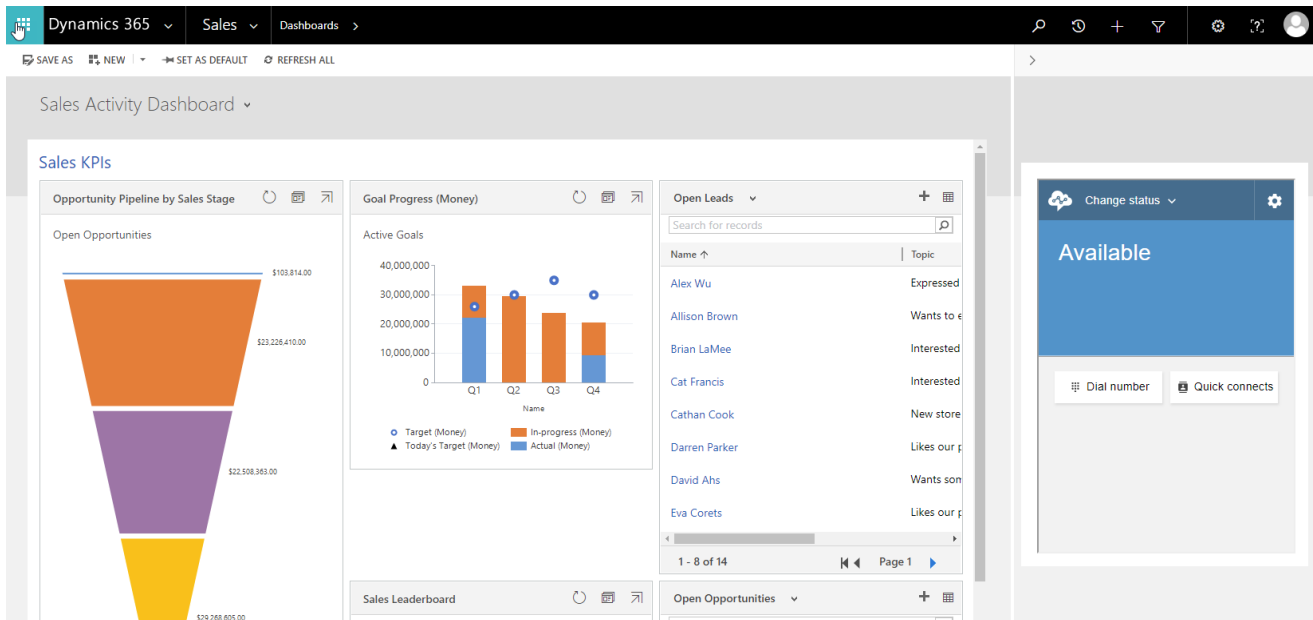 Dynamics 365 Sales Dashboards
SAVE AS NEW SET AS DEFAULT REFRESH ALL
Sales Activity Dashboard
Sales KPIs
Opportunity Pipeline by Sales Stage
Open Opportunities
$103,814.00
$23,226,410.00
$22,508,363.00
$29,268,605.00
Goal Progress (Money)
Active Goals
40,000,000
30,000,000
20,000,000
10,000,000
0
Q1 Q2 Q3 Q4
Name
Target (Money) In-progress (Money)
Today's Target (Money) Actual (Money)
Sales Leaderboard
Open Leads
Search for records
Name Topic
Alex Wu Expressed
Allison Brown Wants to e
Brian LaMee Interested
Cat Francis Interested
Cathan Cook New store
Darren Parker Likes our p
David Ahs Wants som
Eva Corets Likes our p
1 - 8 of 14 Page 1
Open Opportunities
Change status
Available
Dial number Quick connects